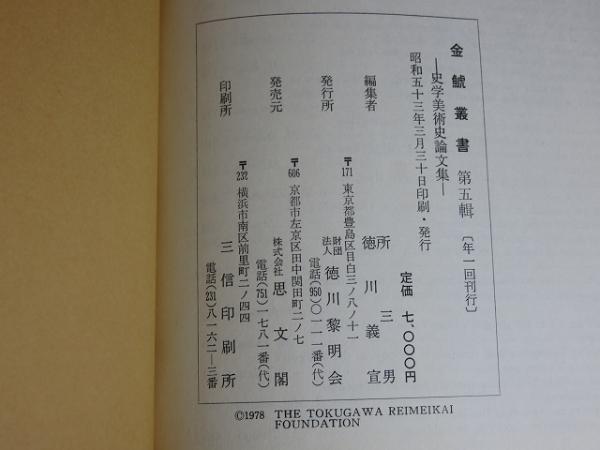 金鯱叢書 第五輯 〔年一回刊行〕
―史学美術史論文集―
昭和五十三年三月三十日印刷・発行
定価 七、〇〇〇円
編集者 所 三男
徳川義宣
〒171 東京都豊島区目白三ノ八ノ十一
発行所 財団法人 徳川黎明会
電話(950)〇一一一番(代)
〒606 京都市左京区田中関田町二ノ七
発売元 株式会社 思文閣
電話(751)一七八一番(代)
〒232 横浜市南区前里町二ノ四四
印刷所 三信印刷所
電話(231)八一六二―三番
©1978 THE TOKUGAWA REIMEIKAI
FOUNDATION